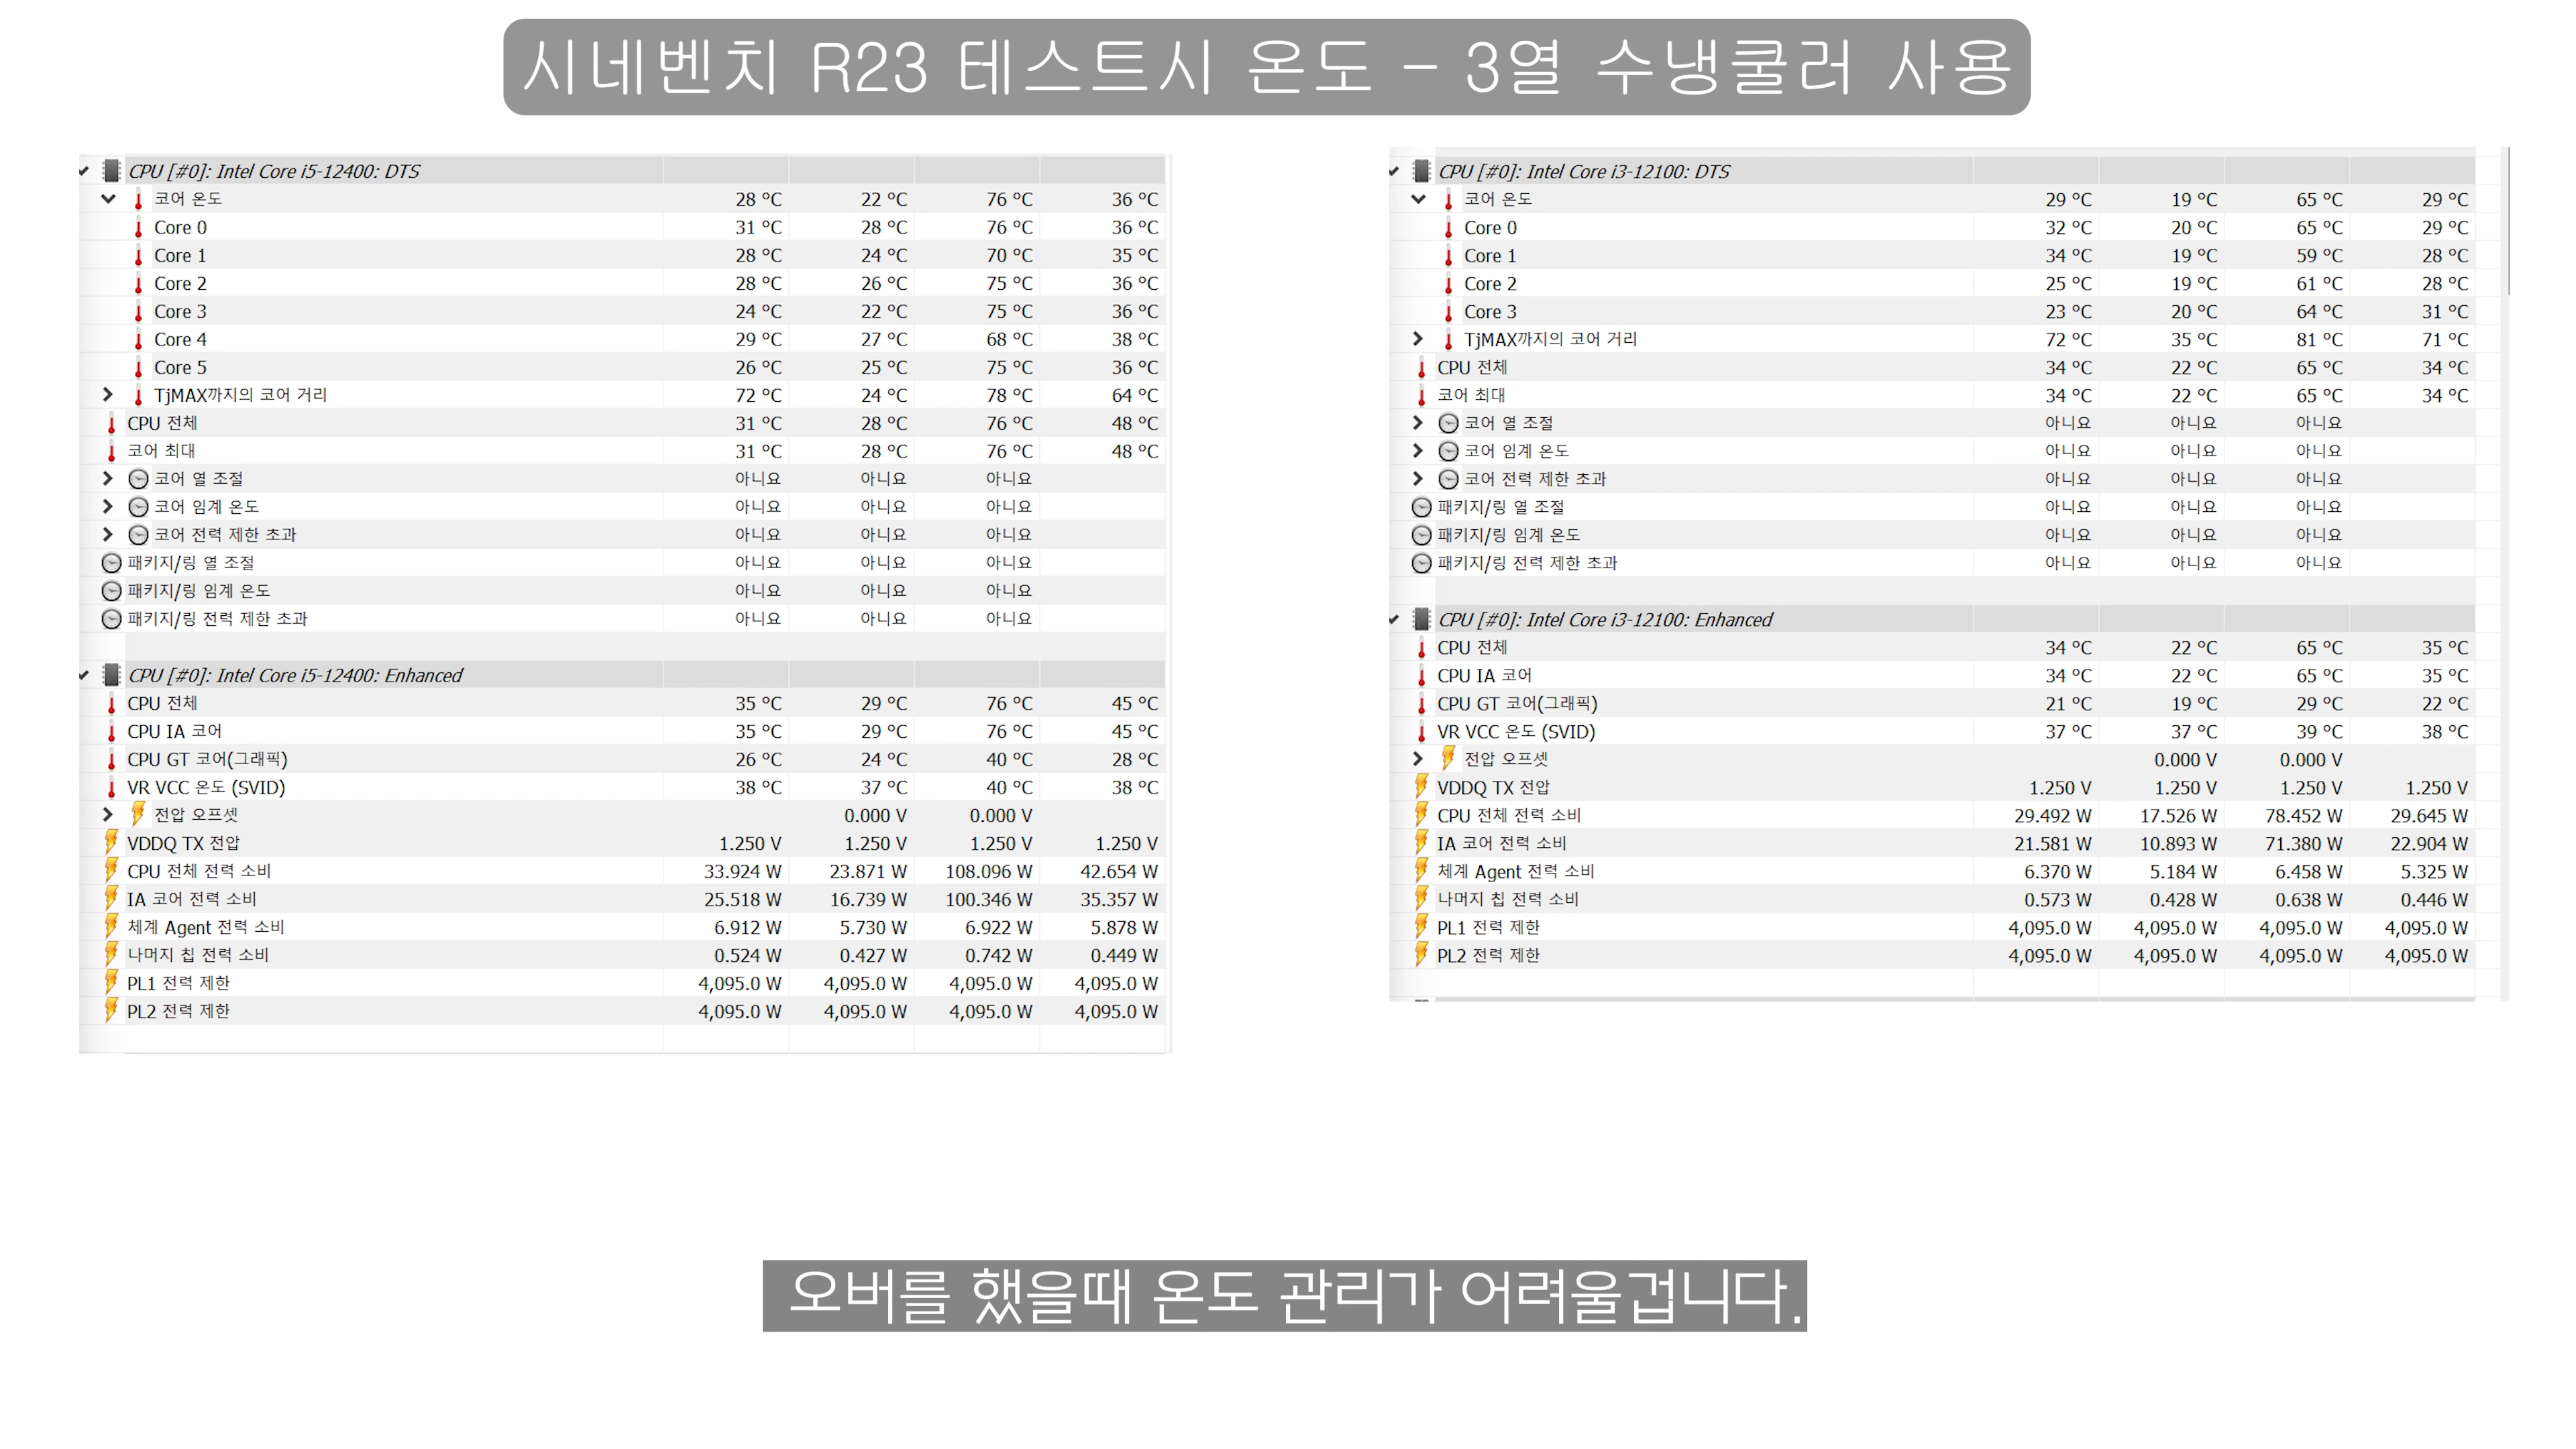 시네벤치 R23 테스트시 온도 - 3열 수냉쿨러 사용
CPU [#0]: Intel Core i5-12400: DTS
코어 온도 28 °C 22 °C 76 °C 36 °C
Core 0 31 °C 28 °C 76 °C 36 °C
Core 1 28 °C 24 °C 70 °C 35 °C
Core 2 28 °C 26 °C 75 °C 36 °C
Core 3 24 °C 22 °C 75 °C 36 °C
Core 4 29 °C 27 °C 68 °C 38 °C
Core 5 26 °C 25 °C 75 °C 36 °C
TjMAX까지의 코어 거리 72 °C 24 °C 78 °C 64 °C
CPU 전체 31 °C 28 °C 76 °C 48 °C
코어 최대 31 °C 28 °C 76 °C 48 °C
코어 열 조절 아니요 아니요 아니요
코어 임계 온도 아니요 아니요 아니요
코어 전력 제한 초과 아니요 아니요 아니요
패키지/링 열 조절 아니요 아니요 아니요
패키지/링 임계 온도 아니요 아니요 아니요
패키지/링 전력 제한 초과 아니요 아니요 아니요
CPU [#0]: Intel Core i5-12400: Enhanced
CPU 전체 35 °C 29 °C 76 °C 45 °C
CPU IA 코어 35 °C 29 °C 76 °C 45 °C
CPU GT 코어(그래픽) 26 °C 24 °C 40 °C 28 °C
VR VCC 온도 (SVID) 38 °C 37 °C 40 °C 38 °C
전압 오프셋 0.000 V 0.000 V
VDDQ TX 전압 1.250 V 1.250 V 1.250 V 1.250 V
CPU 전체 전력 소비 33.924 W 23.871 W 108.096 W 42.654 W
IA 코어 전력 소비 25.518 W 16.739 W 100.346 W 35.357 W
체계 Agent 전력 소비 6.912 W 5.730 W 6.922 W 5.878 W
나머지 칩 전력 소비 0.524 W 0.427 W 0.742 W 0.449 W
PL1 전력 제한 4,095.0 W 4,095.0 W 4,095.0 W 4,095.0 W
PL2 전력 제한 4,095.0 W 4,095.0 W 4,095.0 W 4,095.0 W
CPU [#0]: Intel Core i3-12100: DTS
코어 온도 29 °C 19 °C 65 °C 29 °C
Core 0 32 °C 20 °C 65 °C 29 °C
Core 1 34 °C 19 °C 59 °C 28 °C
Core 2 25 °C 19 °C 61 °C 28 °C
Core 3 23 °C 20 °C 64 °C 31 °C
TjMAX까지의 코어 거리 72 °C 35 °C 81 °C 71 °C
CPU 전체 34 °C 22 °C 65 °C 34 °C
코어 최대 34 °C 22 °C 65 °C 34 °C
코어 열 조절 아니요 아니요 아니요
코어 임계 온도 아니요 아니요 아니요
코어 전력 제한 초과 아니요 아니요 아니요
패키지/링 열 조절 아니요 아니요 아니요
패키지/링 임계 온도 아니요 아니요 아니요
패키지/링 전력 제한 초과 아니요 아니요 아니요
CPU [#0]: Intel Core i3-12100: Enhanced
CPU 전체 34 °C 22 °C 65 °C 35 °C
CPU IA 코어 34 °C 22 °C 65 °C 35 °C
CPU GT 코어(그래픽) 21 °C 19 °C 29 °C 22 °C
VR VCC 온도 (SVID) 37 °C 37 °C 39 °C 38 °C
전압 오프셋 0.000 V 0.000 V
VDDQ TX 전압 1.250 V 1.250 V 1.250 V 1.250 V
CPU 전체 전력 소비 29.492 W 17.526 W 78.452 W 29.645 W
IA 코어 전력 소비 21.581 W 10.893 W 71.380 W 22.904 W
체계 Agent 전력 소비 6.370 W 5.184 W 6.458 W 5.325 W
나머지 칩 전력 소비 0.573 W 0.428 W 0.638 W 0.446 W
PL1 전력 제한 4,095.0 W 4,095.0 W 4,095.0 W 4,095.0 W
PL2 전력 제한 4,095.0 W 4,095.0 W 4,095.0 W 4,095.0 W
오버를 했을때 온도 관리가 어려울겁니다.